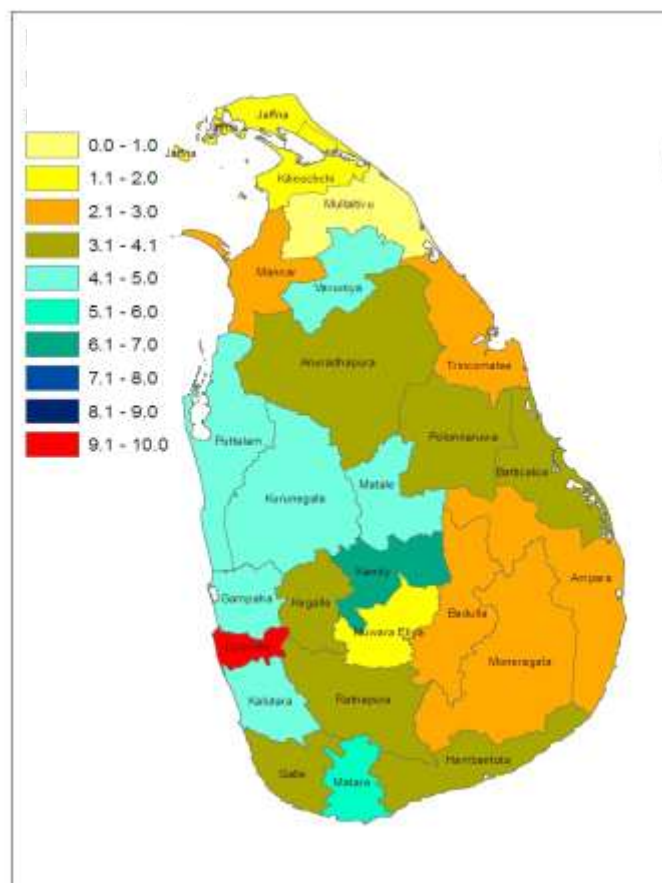 Jaffna
Jaffna
Jaffna
Kilinochchi
Mullaitivu
Mannar
Vavuniya
Anuradhapura
Trincomalee
Polonnaruwa
Batticaloa
Puttalam
Kurunegala
Matale
Kandy
Gampaha
Kegalle
Nuwara Eliya
Badulla
Ampara
Moneragala
Kalutara
Ratnapura
Hambantota
Galle
Matara
0.0 - 1.0
1.1 - 2.0
2.1 - 3.0
3.1 - 4.1
4.1 - 5.0
5.1 - 6.0
6.1 - 7.0
7.1 - 8.0
8.1 - 9.0
9.1 - 10.0